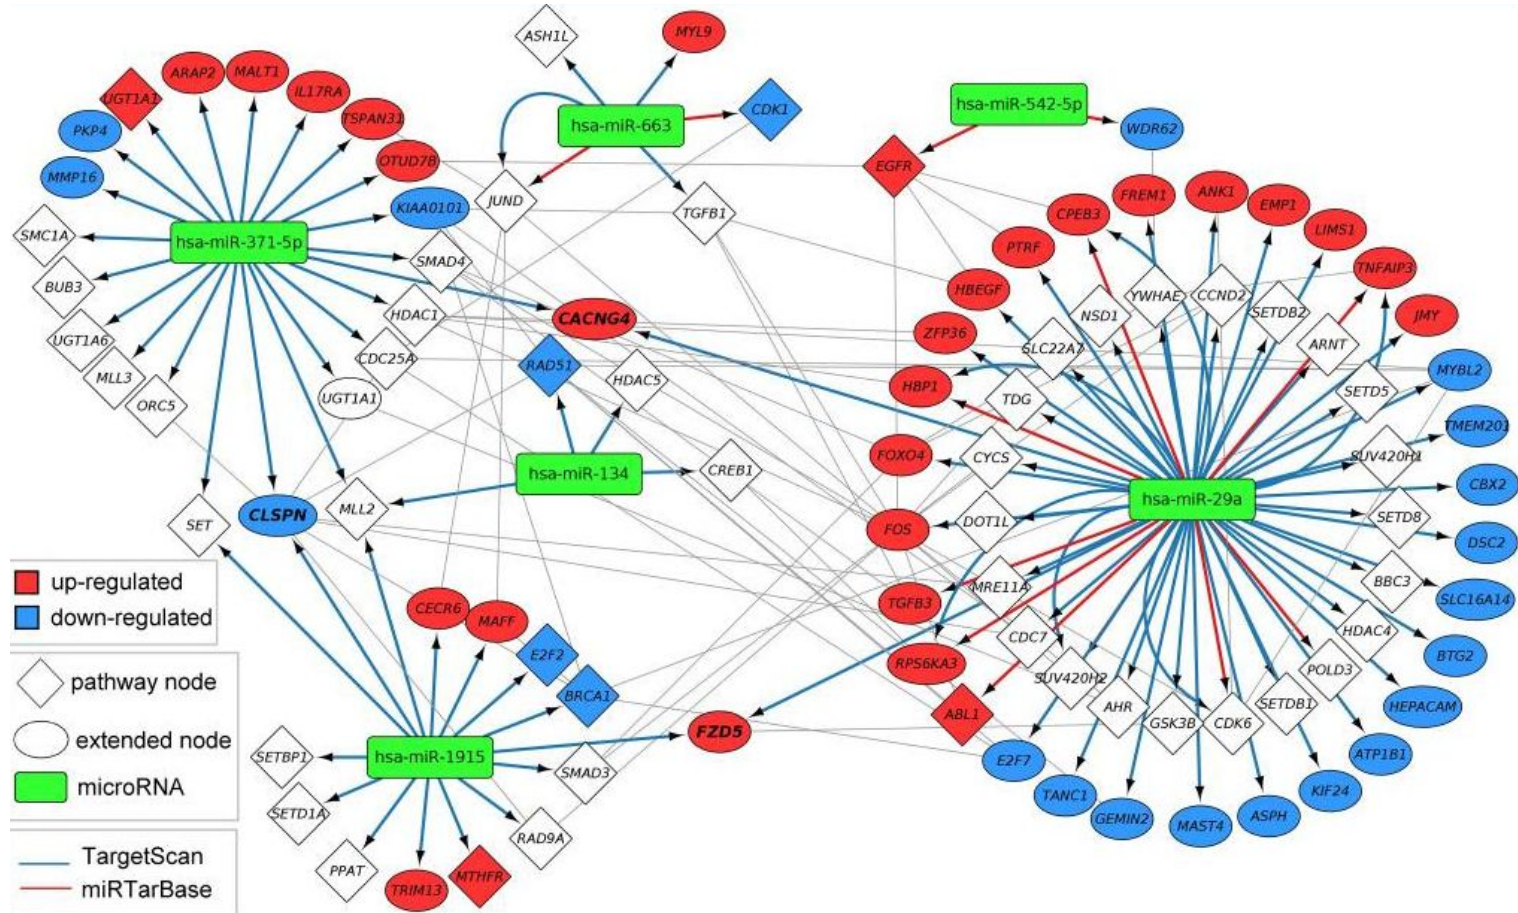 ASH1L
MYL9
hsa-miR-663
CDK1
hsa-miR-542-5p
WDR62
EGFR
JUND
TGFB1
UGT1A1
ARAP2
MALT1
IL17RA
TSPAN31
OTUD7B
PKP4
MMP16
KIAA0101
hsa-miR-371-5p
SMC1A
SMAD4
BUB3
HDAC1
UGT1A6
CDC25A
MLL3
ORC5
UGT1A1
CACNG4
RAD51
HDAC5
hsa-miR-134
CREB1
SET
CLSPN
MLL2
FREM1
ANK1
EMP1
CPEB3
LIMS1
PTRF
TNFAIP3
HBEGF
YWHAE
CCND2
NSD1
SETDB2
JMY
ZFP36
SLC22A7
ARNT
HBP1
MYBL2
TDG
SETD5
TMEM201
FOXO4
CYCS
SUV420H1
CBX2
hsa-miR-29a
FOS
DOT1L
SETD8
DSC2
MRE11A
BBC3
SLC16A14
TGFB3
CDC7
HDAC4
RPS6KA3
SUV420H2
POLD3
BTG2
ABL1
AHR
GSK3B
CDK6
SETDB1
HEPACAM
E2F7
ATP1B1
TANC1
KIF24
GEMIN2
MAST4
ASPH
CECR6
MAFF
E2F2
BRCA1
FZD5
hsa-miR-1915
SETBP1
SMAD3
SETD1A
RAD9A
PPAT
TRIM13
MTHFR
up-regulated
down-regulated
pathway node
extended node
microRNA
TargetScan
miRTarBase